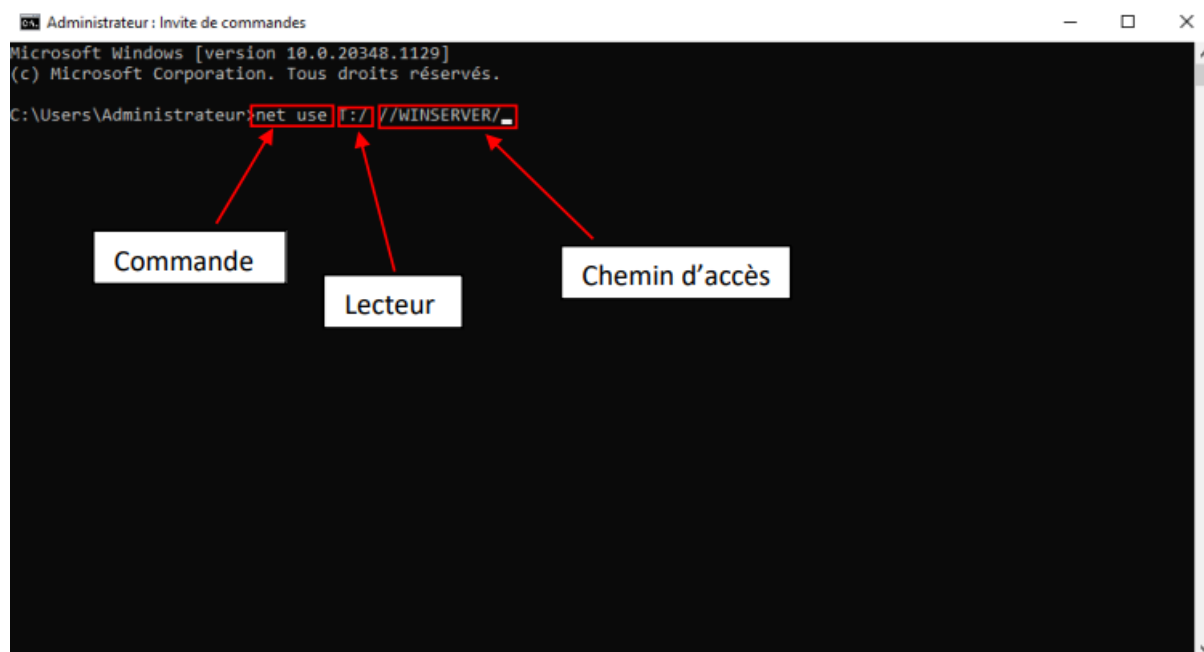 Administrateur : Invite de commandes
Microsoft Windows [version 10.0.20348.1129]
(c) Microsoft Corporation. Tous droits réservés.
C:\Users\Administrateur>net use T:/ //WINSERVER/
Commande
Lecteur
Chemin d'accès